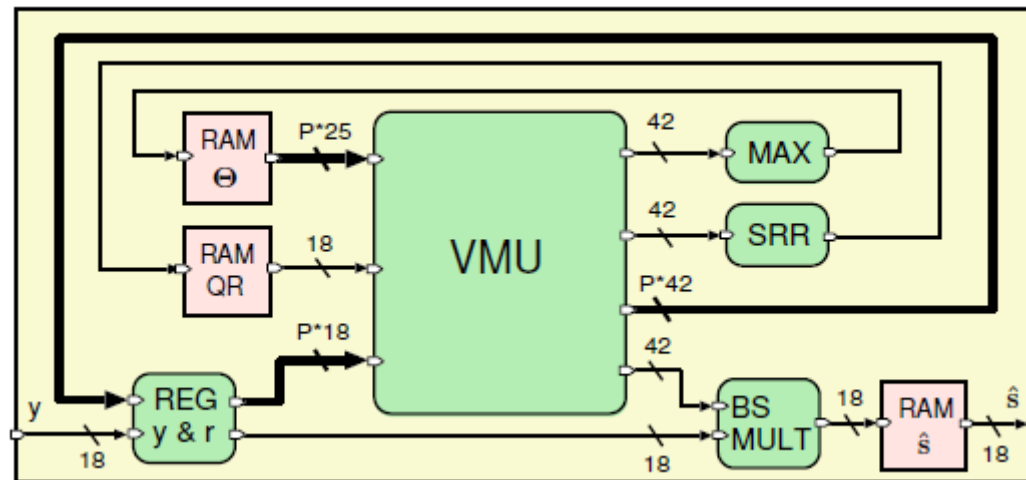 RAM
Θ
P*25
42
MAX
RAM
QR
18
VMU
42
SRR
P*42
P*18
42
y
18
REG
y & r
18
BS
MULT
18
RAM
ŝ
ŝ
18